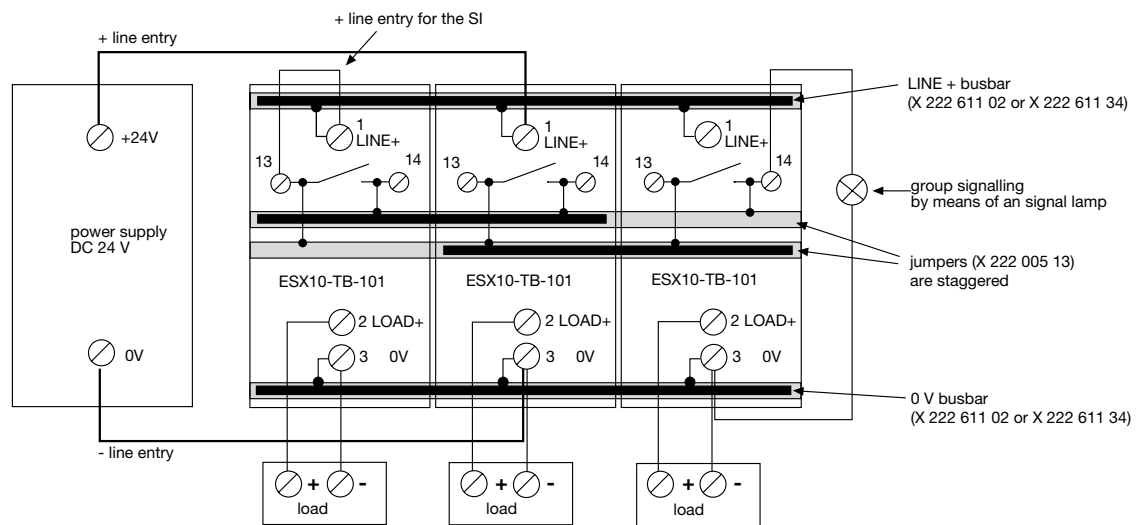 + line entry for the SI
+ line entry
LINE + busbar
(X 222 611 02 or X 222 611 34)
+24V
1
LINE+
1
LINE+
1
LINE+
13
14
13
14
13
14
group signalling
by means of an signal lamp
power supply
DC 24 V
jumpers (X 222 005 13)
are staggered
ESX10-TB-101
ESX10-TB-101
ESX10-TB-101
2 LOAD+
2 LOAD+
2 LOAD+
0V
3 0V
3 0V
3 0V
0 V busbar
(X 222 611 02 or X 222 611 34)
- line entry
+ -
+ -
+ -
load
load
load